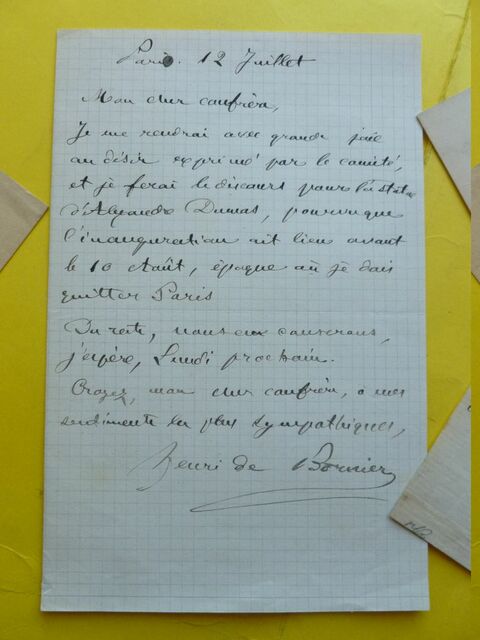 Paris. 12 Juillet
Mon cher confrère,
Je me rendrai avec grande joie
au désir exprimé par le comité,
et je ferai le discours pour la statue
d'Alexandre Dumas, pourvu que
l'inauguration ait lieu avant
le 10 Août, époque où je dois
quitter Paris
Du reste, nous en causerons,
j'espère, Lundi prochain.
Croyez, mon cher confrère, à mes
sentiments les plus sympathiques,
Henri de Bornier